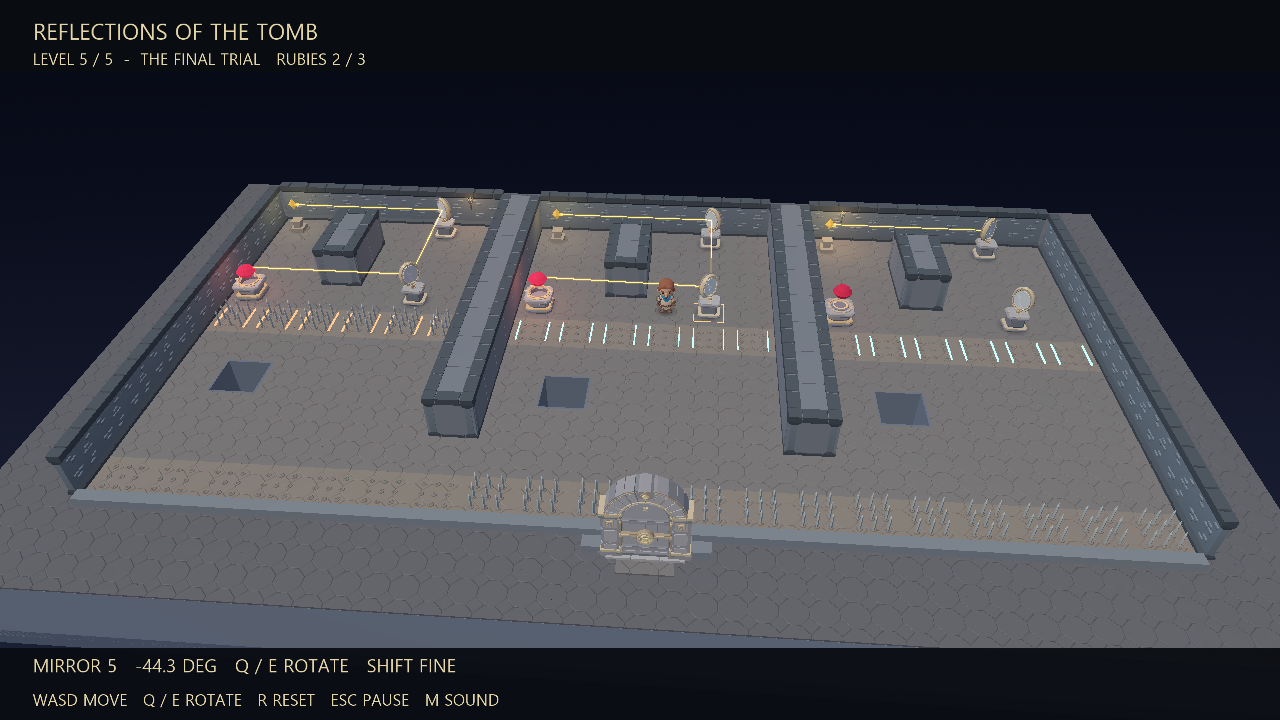 REFLECTIONS OF THE TOMB
LEVEL 5 / 5 - THE FINAL TRIAL RUBIES 2 / 3
MIRROR 5 -44.3 DEG Q / E ROTATE SHIFT FINE
WASD MOVE Q / E ROTATE R RESET ESC PAUSE M SOUND